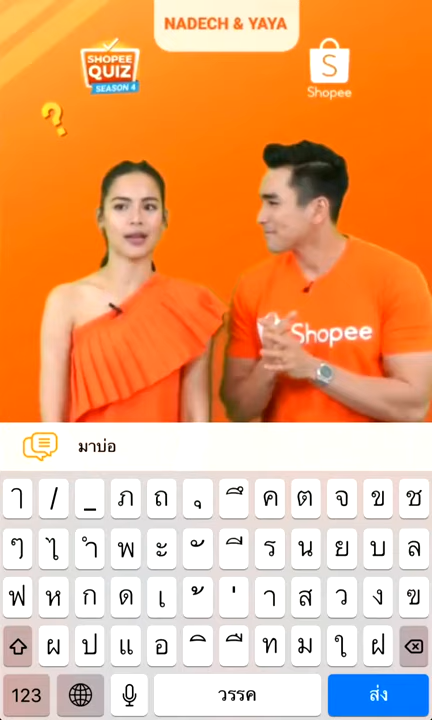 NADECH & YAYA
SHOPEE
QUIZ
SEASON 4
?
S
Shopee
Shopee
มาบ่อ
ๅ / _ ภ ถ ุ ึ ค ต จ ข ช
ๆ ไ ำ พ ะ ั ี ร น ย บ ล
ฟ ห ก ด เ ้ ่ า ส ว ง ฃ
ผ ป แ อ ิ ื ท ม ใ ฝ
123 วรรค ส่ง